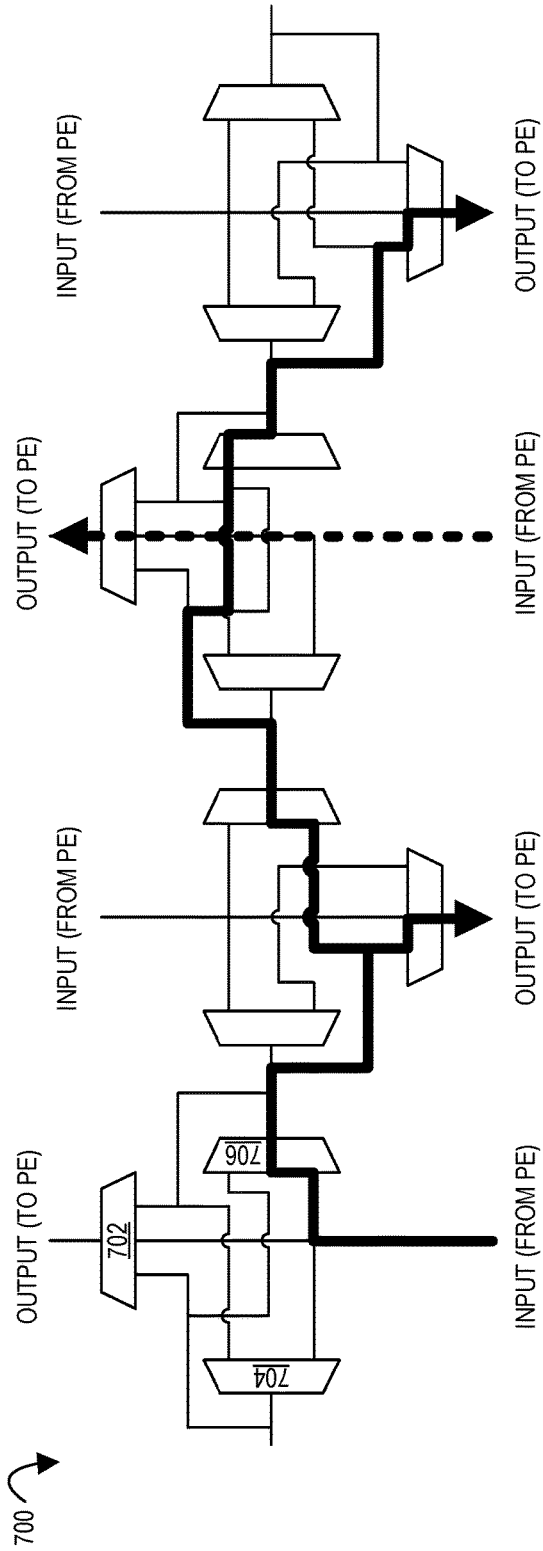 INPUT (FROM PE)
OUTPUT (TO PE)
OUTPUT (TO PE)
INPUT (FROM PE)
INPUT (FROM PE)
OUTPUT (TO PE)
OUTPUT (TO PE)
702
706
704
INPUT (FROM PE)
700